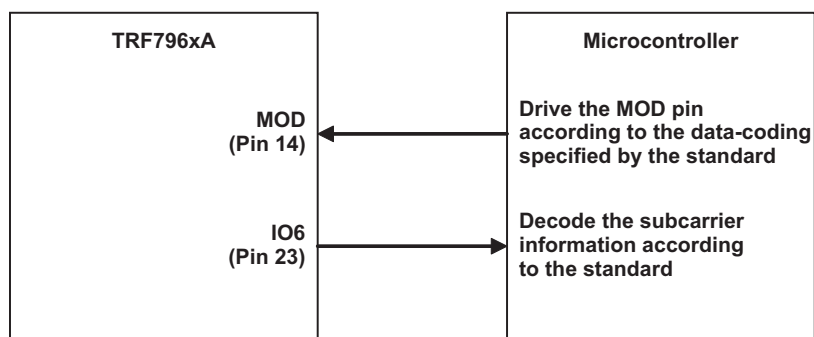 TRF796xA
Microcontroller
MOD
(Pin 14)
Drive the MOD pin
according to the data-coding
specified by the standard
IO6
(Pin 23)
Decode the subcarrier
information according
to the standard